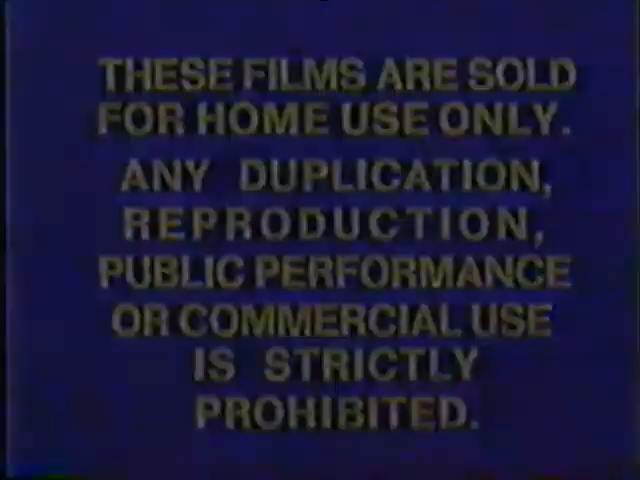 THESE FILMS ARE SOLD
FOR HOME USE ONLY.
ANY DUPLICATION,
REPRODUCTION,
PUBLIC PERFORMANCE
OR COMMERCIAL USE
IS STRICTLY
PROHIBITED.